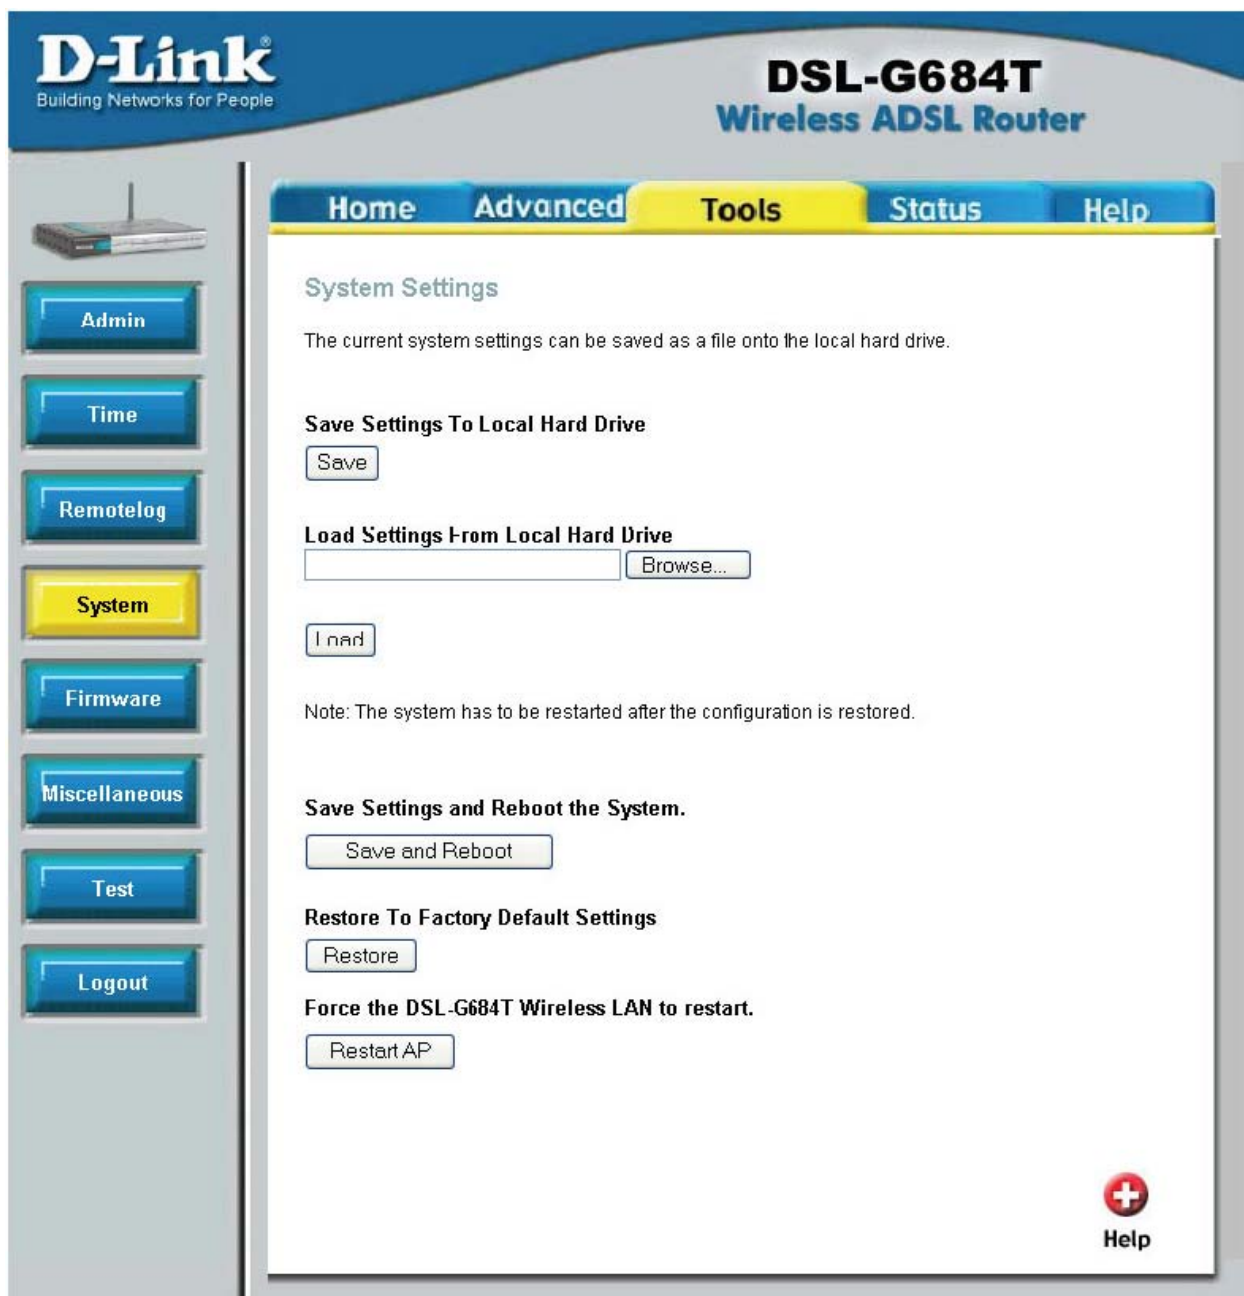 D-Link®
Building Networks for People
DSL-G684T
Wireless ADSL Router
Home Advanced Tools Status Help
Admin
Time
Remotelog
System
Firmware
Miscellaneous
Test
Logout
System Settings
The current system settings can be saved as a file onto the local hard drive.
Save Settings To Local Hard Drive
Save
Load Settings From Local Hard Drive
Browse...
Load
Note: The system has to be restarted after the configuration is restored.
Save Settings and Reboot the System.
Save and Reboot
Restore To Factory Default Settings
Restore
Force the DSL-G684T Wireless LAN to restart.
Restart AP
Help